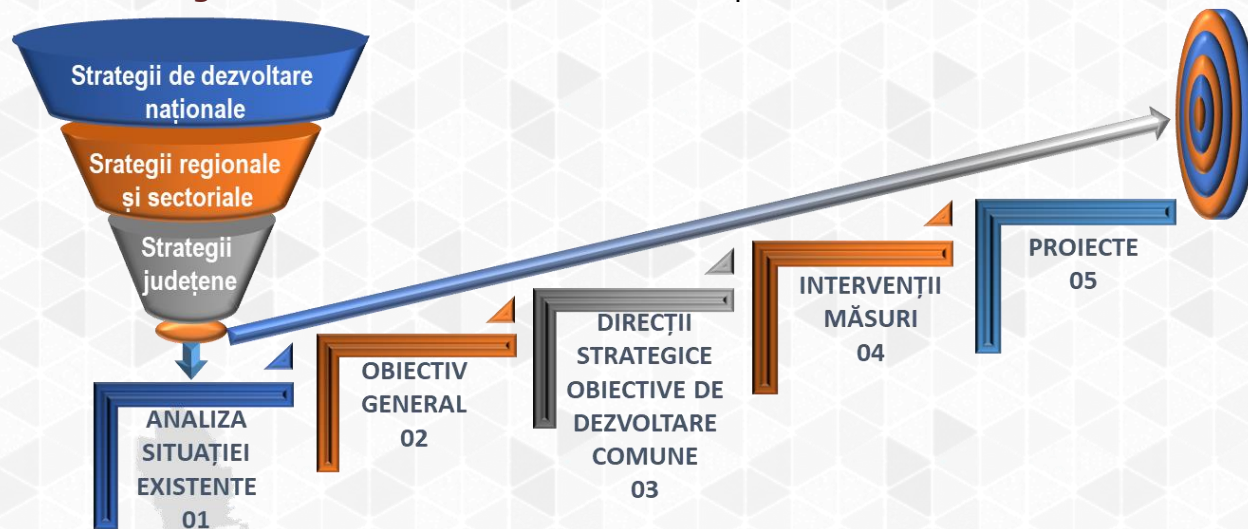 Strategii de dezvoltare
naționale
Srategii regionale
și sectoriale
Strategii
județene
ANALIZA
SITUAȚIEI
EXISTENTE
01
OBIECTIV
GENERAL
02
DIRECȚII
STRATEGICE
OBIECTIVE DE
DEZVOLTARE
COMUNE
03
INTERVENȚII
MĂSURI
04
PROIECTE
05